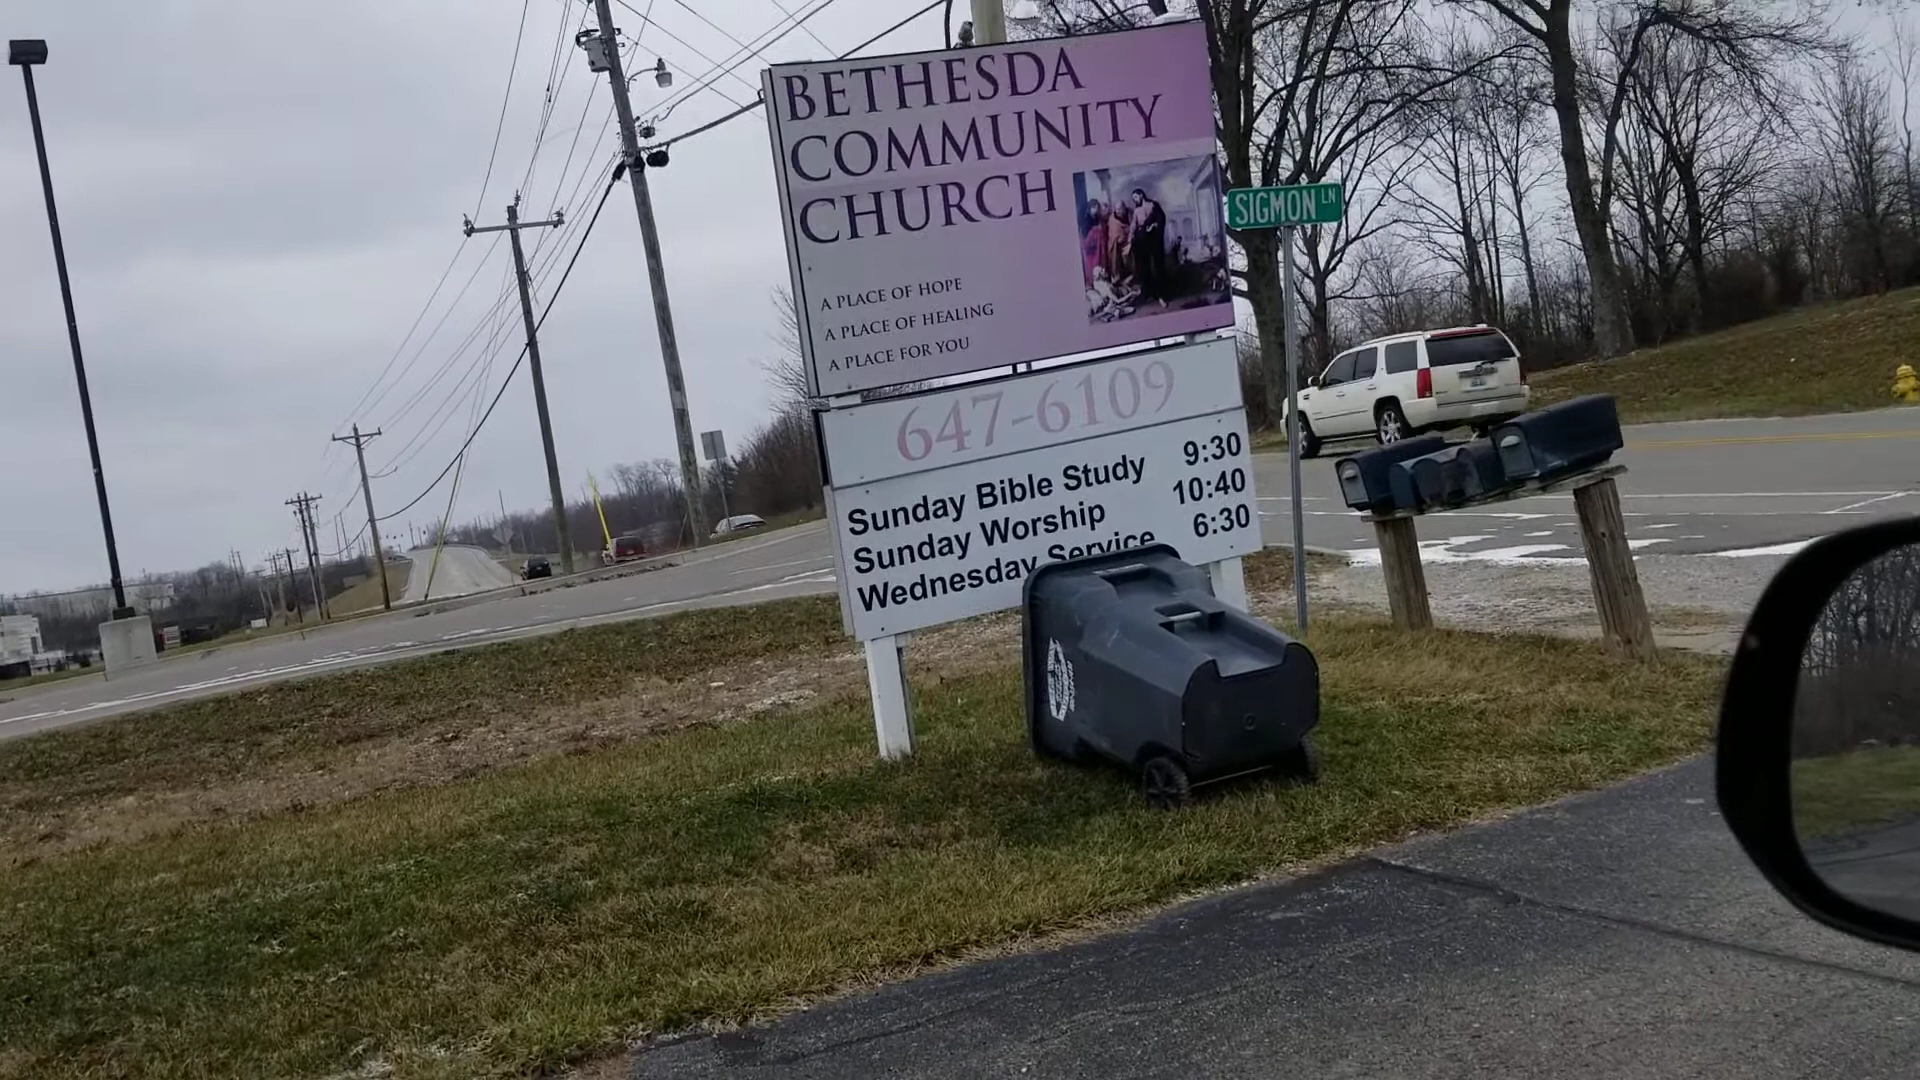 BETHESDA
COMMUNITY
CHURCH
A PLACE OF HOPE
A PLACE OF HEALING
A PLACE FOR YOU
647-6109
Sunday Bible Study 9:30
Sunday Worship 10:40
Wednesday Service 6:30
SIGMON LN